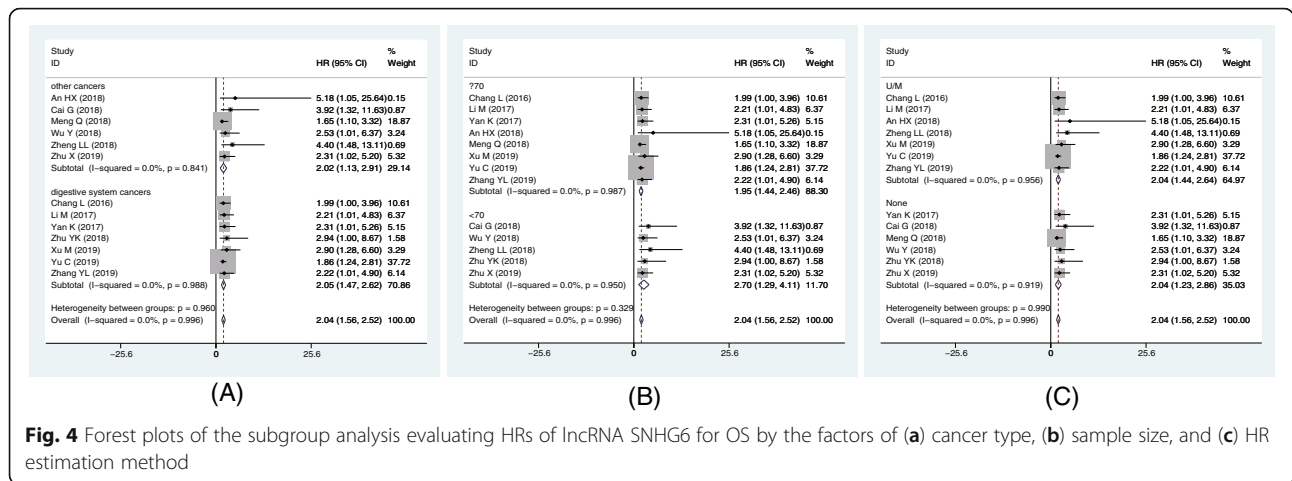 Study %
ID HR (95% CI) Weight
other cancers
An HX (2018) 5.18 (1.05, 25.64) 0.15
Cai G (2018) 3.92 (1.32, 11.63) 0.87
Meng Q (2018) 1.65 (1.10, 3.32) 18.87
Wu Y (2018) 2.53 (1.01, 6.37) 3.24
Zheng LL (2018) 4.40 (1.48, 13.11) 0.69
Zhu X (2019) 2.31 (1.02, 5.20) 5.32
Subtotal (I−squared = 0.0%, p = 0.841) 2.02 (1.13, 2.91) 29.14
digestive system cancers
Chang L (2016) 1.99 (1.00, 3.96) 10.61
Li M (2017) 2.21 (1.01, 4.83) 6.37
Yan K (2017) 2.31 (1.01, 5.26) 5.15
Zhu YK (2018) 2.94 (1.00, 8.67) 1.58
Xu M (2019) 2.90 (1.28, 6.60) 3.29
Yu C (2019) 1.86 (1.24, 2.81) 37.72
Zhang YL (2019) 2.22 (1.01, 4.90) 6.14
Subtotal (I−squared = 0.0%, p = 0.988) 2.05 (1.47, 2.62) 70.86
Heterogeneity between groups: p = 0.960
Overall (I−squared = 0.0%, p = 0.996) 2.04 (1.56, 2.52) 100.00
−25.6 0 25.6
(A)
Study %
ID HR (95% CI) Weight
?70
Chang L (2016) 1.99 (1.00, 3.96) 10.61
Li M (2017) 2.21 (1.01, 4.83) 6.37
Yan K (2017) 2.31 (1.01, 5.26) 5.15
An HX (2018) 5.18 (1.05, 25.64) 0.15
Meng Q (2018) 1.65 (1.10, 3.32) 18.87
Xu M (2019) 2.90 (1.28, 6.60) 3.29
Yu C (2019) 1.86 (1.24, 2.81) 37.72
Zhang YL (2019) 2.22 (1.01, 4.90) 6.14
Subtotal (I−squared = 0.0%, p = 0.987) 1.95 (1.44, 2.46) 88.30
<70
Cai G (2018) 3.92 (1.32, 11.63) 0.87
Wu Y (2018) 2.53 (1.01, 6.37) 3.24
Zheng LL (2018) 4.40 (1.48, 13.11) 0.69
Zhu YK (2018) 2.94 (1.00, 8.67) 1.58
Zhu X (2019) 2.31 (1.02, 5.20) 5.32
Subtotal (I−squared = 0.0%, p = 0.950) 2.70 (1.29, 4.11) 11.70
Heterogeneity between groups: p = 0.329
Overall (I−squared = 0.0%, p = 0.996) 2.04 (1.56, 2.52) 100.00
−25.6 0 25.6
(B)
Study %
ID HR (95% CI) Weight
U/M
Chang L (2016) 1.99 (1.00, 3.96) 10.61
Li M (2017) 2.21 (1.01, 4.83) 6.37
An HX (2018) 5.18 (1.05, 25.64) 0.15
Zheng LL (2018) 4.40 (1.48, 13.11) 0.69
Xu M (2019) 2.90 (1.28, 6.60) 3.29
Yu C (2019) 1.86 (1.24, 2.81) 37.72
Zhang YL (2019) 2.22 (1.01, 4.90) 6.14
Subtotal (I−squared = 0.0%, p = 0.956) 2.04 (1.44, 2.64) 64.97
None
Yan K (2017) 2.31 (1.01, 5.26) 5.15
Cai G (2018) 3.92 (1.32, 11.63) 0.87
Meng Q (2018) 1.65 (1.10, 3.32) 18.87
Wu Y (2018) 2.53 (1.01, 6.37) 3.24
Zhu YK (2018) 2.94 (1.00, 8.67) 1.58
Zhu X (2019) 2.31 (1.02, 5.20) 5.32
Subtotal (I−squared = 0.0%, p = 0.919) 2.04 (1.23, 2.86) 35.03
Heterogeneity between groups: p = 0.990
Overall (I−squared = 0.0%, p = 0.996) 2.04 (1.56, 2.52) 100.00
−25.6 0 25.6
(C)
Fig. 4 Forest plots of the subgroup analysis evaluating HRs of lncRNA SNHG6 for OS by the factors of (a) cancer type, (b) sample size, and (c) HR
estimation method